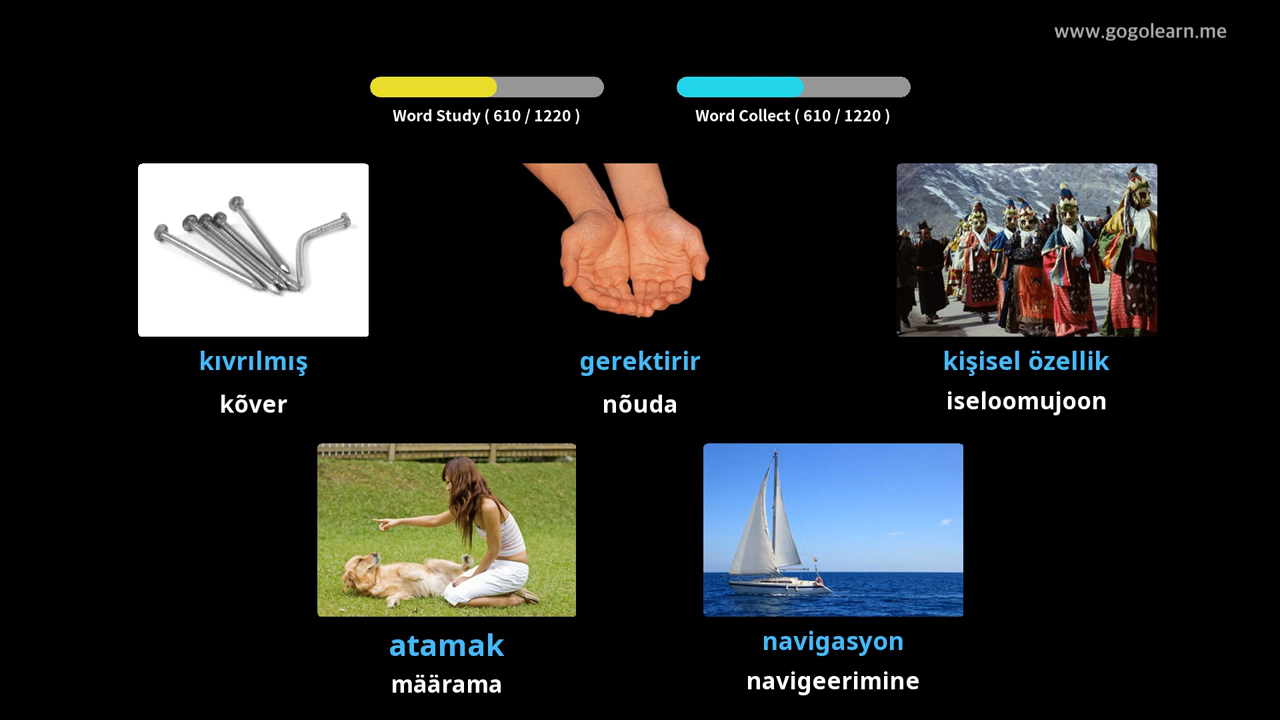 www.gogolearn.me
Word Study ( 610 / 1220 )
Word Collect ( 610 / 1220 )
kıvrılmış
kõver
gerektirir
nõuda
kişisel özellik
iseloomujoon
atamak
määrama
navigasyon
navigeerimine